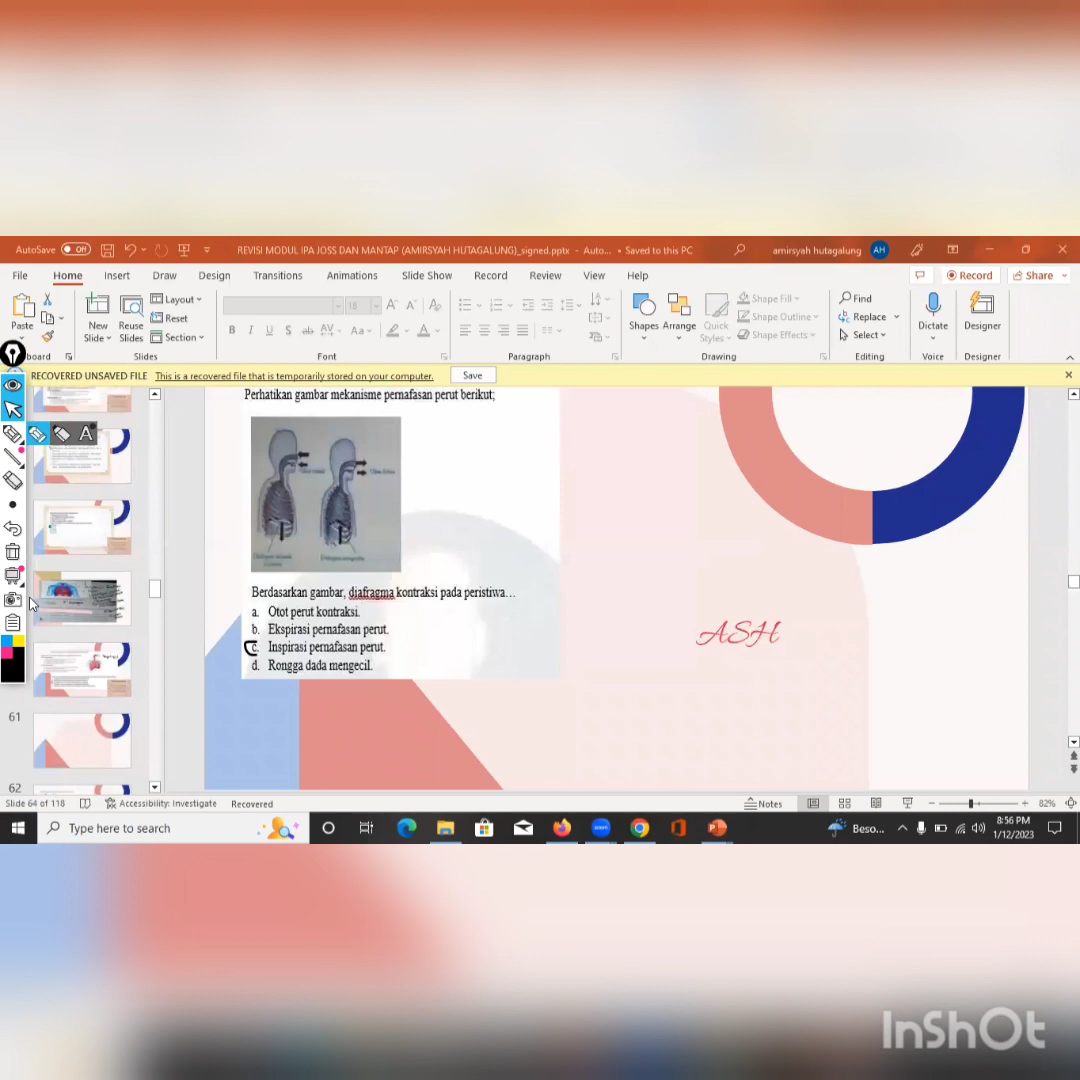 AutoSave Off REVISI MODUL IPA JOSS DAN MANTAP (AMIRSYAH HUTAGALUNG)_signed.pptx - Auto... • Saved to this PC amirsyah hutagalung AH
File Home Insert Draw Design Transitions Animations Slide Show Record Review View Help Record Share
Paste
New Slide
Reuse Slides
Layout
Reset
Section
18
B I U S ab AV Aa A
Shapes Arrange Quick Styles
Shape Fill
Shape Outline
Shape Effects
Find
Replace
Select
Dictate
Designer
board Slides Font Paragraph Drawing Editing Voice Designer
RECOVERED UNSAVED FILE This is a recovered file that is temporarily stored on your computer. Save
Perhatikan gambar mekanisme pernafasan perut berikut;
Berdasarkan gambar, diafragma kontraksi pada peristiwa…
a. Otot perut kontraksi.
b. Ekspirasi pernafasan perut.
c. Inspirasi pernafasan perut.
d. Rongga dada mengecil.
ASH
61
62
Slide 64 of 118 Accessibility: Investigate Recovered Notes 82%
Type here to search Beso... 8:56 PM
1/12/2023
InShOt